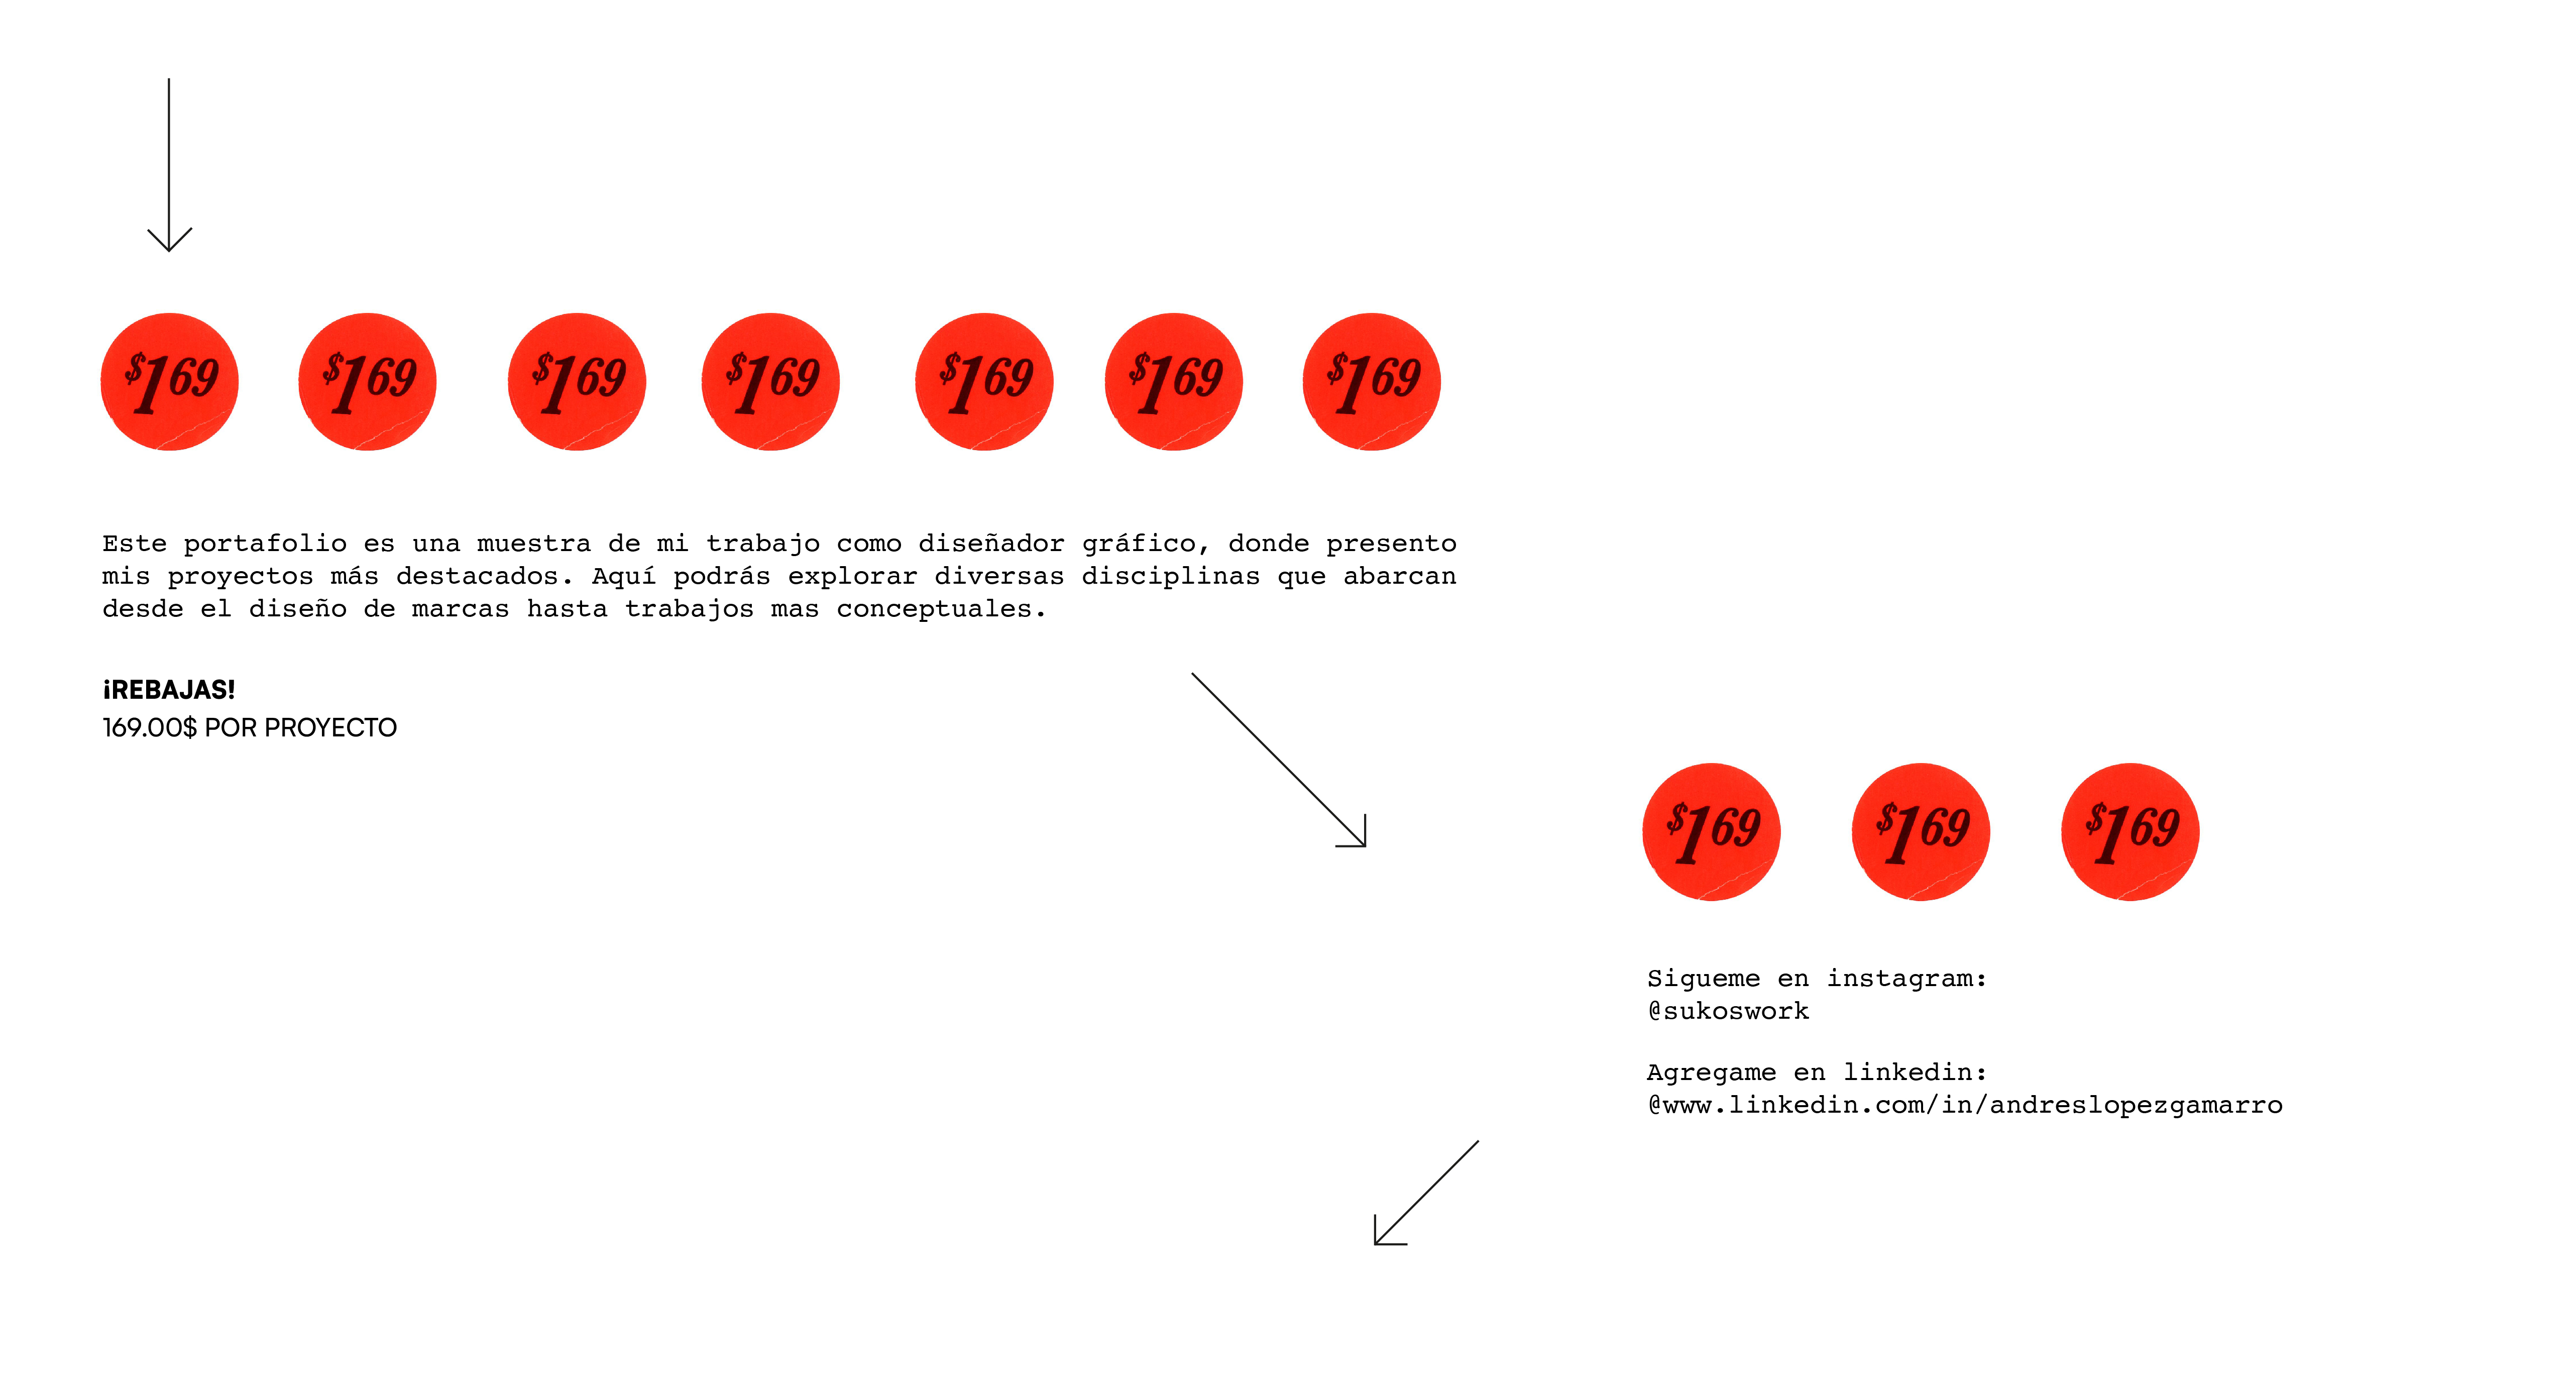 $169 $169 $169 $169 $169 $169 $169
Este portafolio es una muestra de mi trabajo como diseñador gráfico, donde presento
mis proyectos más destacados. Aquí podrás explorar diversas disciplinas que abarcan
desde el diseño de marcas hasta trabajos mas conceptuales.
¡REBAJAS!
169.00$ POR PROYECTO
$169 $169 $169
Sigueme en instagram:
@sukoswork
Agregame en linkedin:
@www.linkedin.com/in/andreslopezgamarro